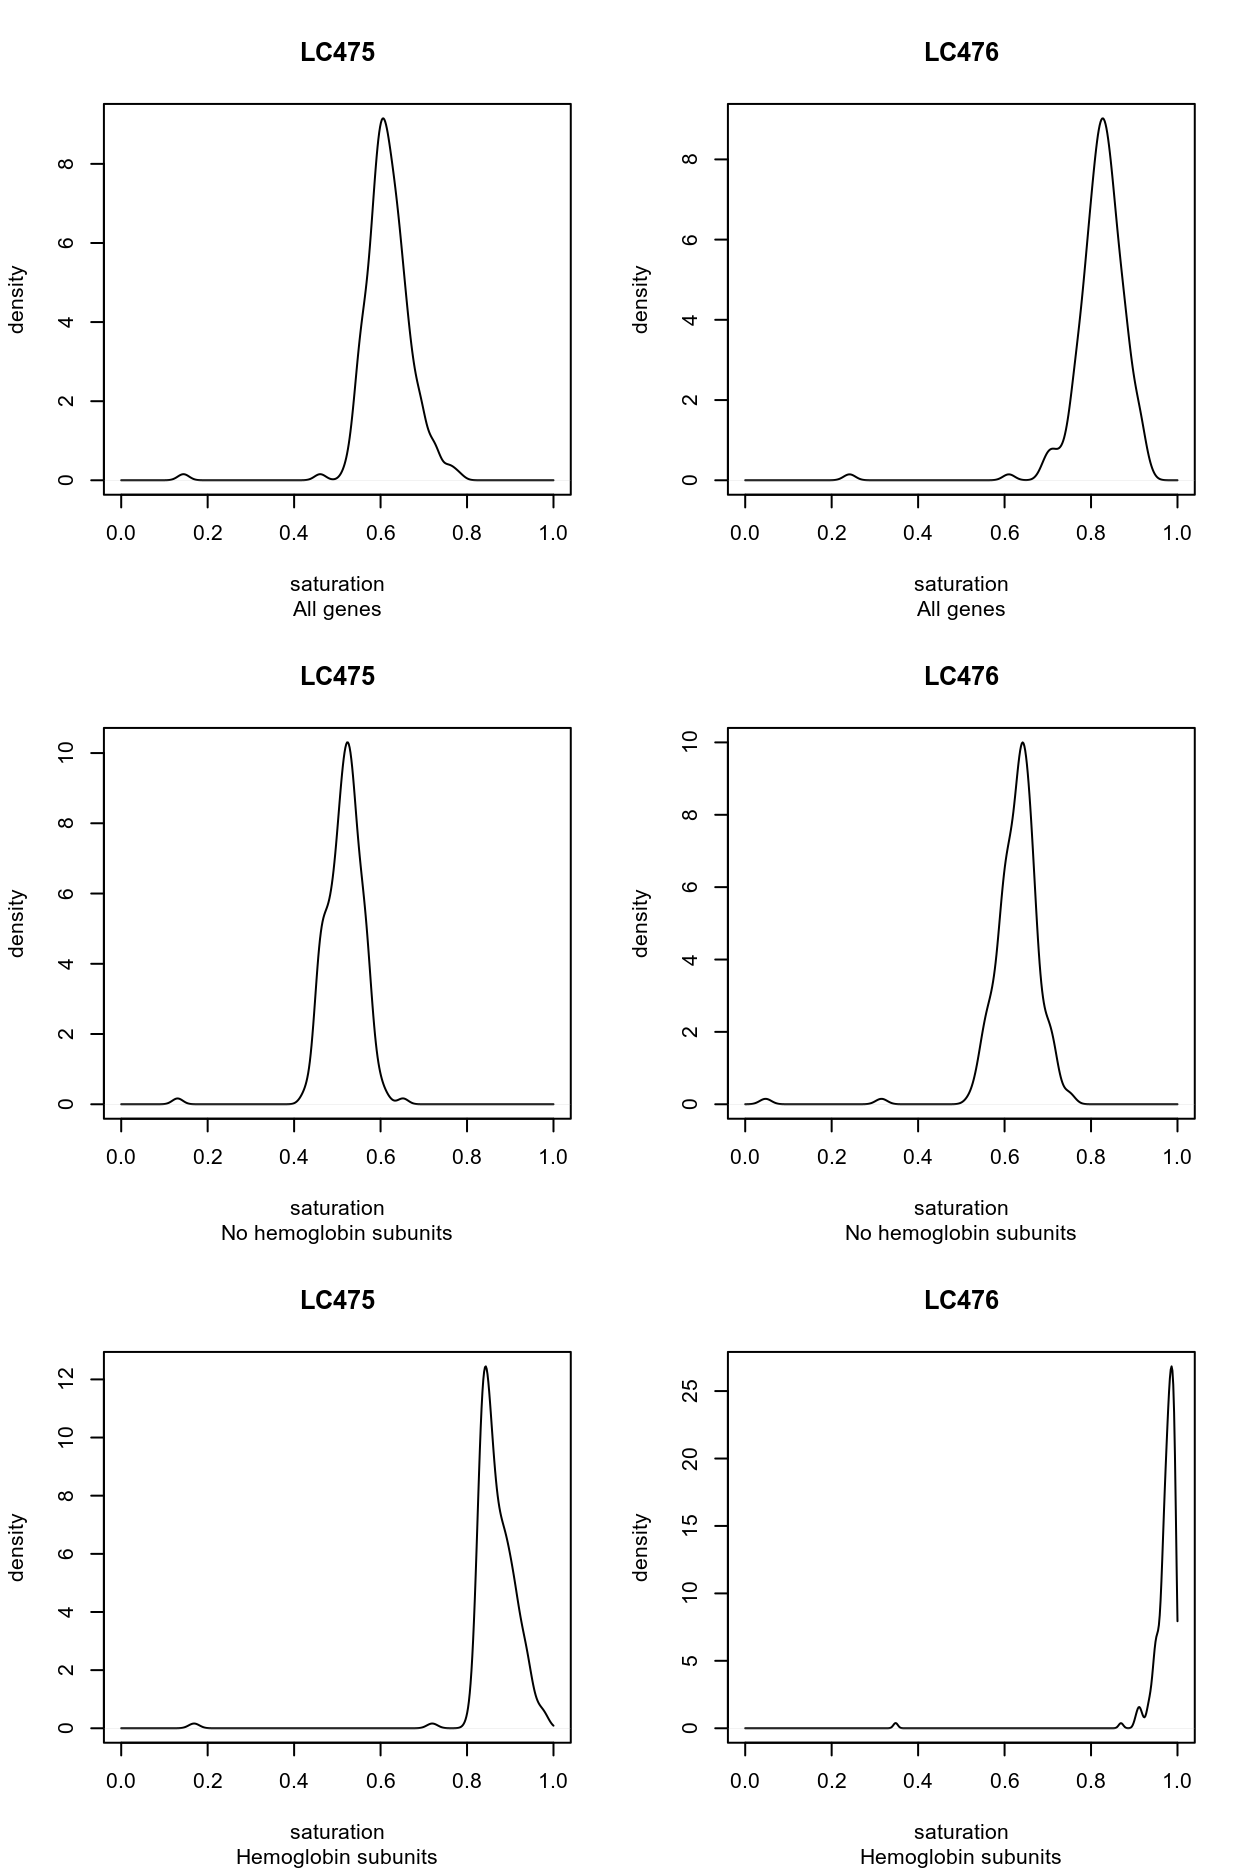 LC475
density
0 2 4 6 8
0.0 0.2 0.4 0.6 0.8 1.0
saturation
All genes
LC476
density
0 2 4 6 8
0.0 0.2 0.4 0.6 0.8 1.0
saturation
All genes
LC475
density
0 2 4 6 8 10
0.0 0.2 0.4 0.6 0.8 1.0
saturation
No hemoglobin subunits
LC476
density
0 2 4 6 8 10
0.0 0.2 0.4 0.6 0.8 1.0
saturation
No hemoglobin subunits
LC475
density
0 2 4 6 8 10 12
0.0 0.2 0.4 0.6 0.8 1.0
saturation
Hemoglobin subunits
LC476
density
0 5 10 15 20 25
0.0 0.2 0.4 0.6 0.8 1.0
saturation
Hemoglobin subunits